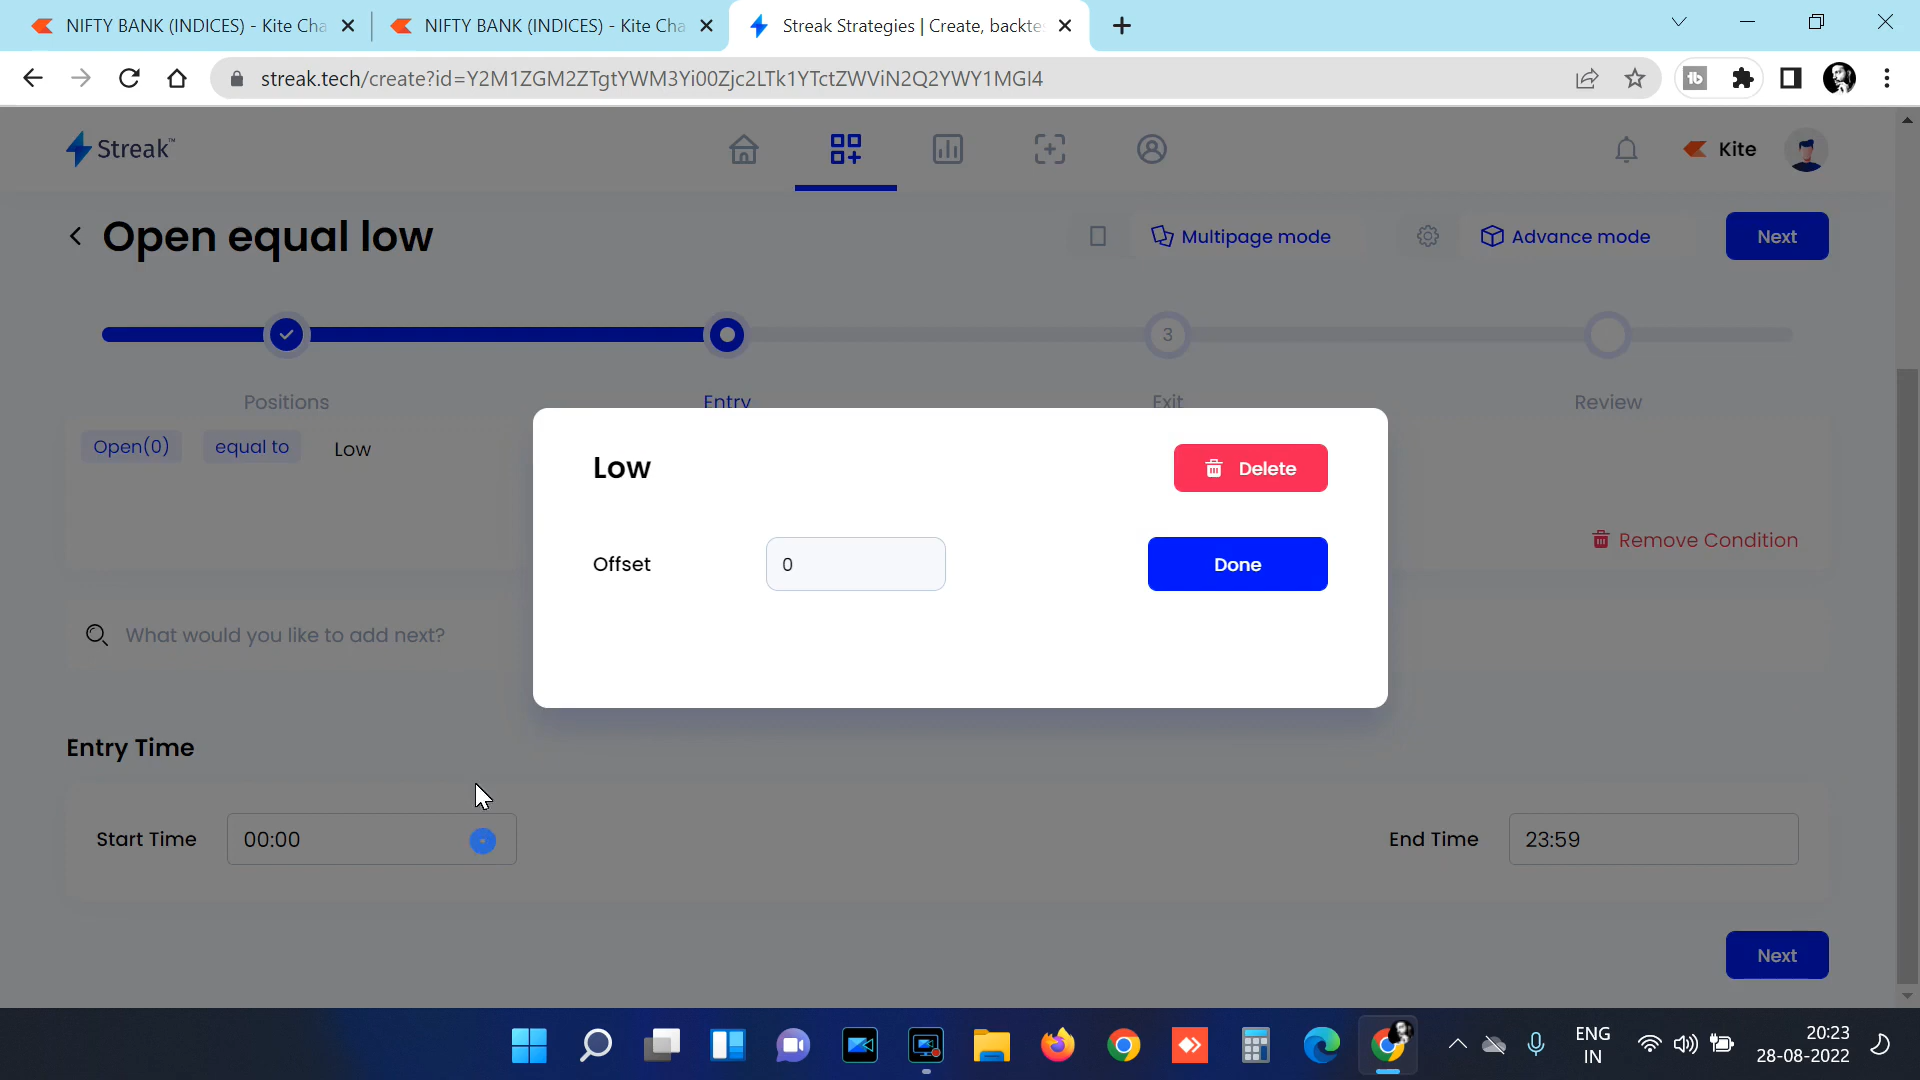 NIFTY BANK (INDICES) - Kite Cha
NIFTY BANK (INDICES) - Kite Cha
Streak Strategies | Create, backtes
streak.tech/create?id=Y2M1ZGM2ZTgtYWM3Yi00Zjc2LTk1YTctZWViN2Q2YWY1MGI4
Streak™
Kite
Open equal low
Multipage mode
Advance mode
Next
3
Positions
Entry
Exit
Review
Open(0)
equal to
Low
Low
Delete
Offset
0
Done
Remove Condition
What would you like to add next?
Entry Time
Start Time
00:00
End Time
23:59
Next
ENG
IN
20:23
28-08-2022